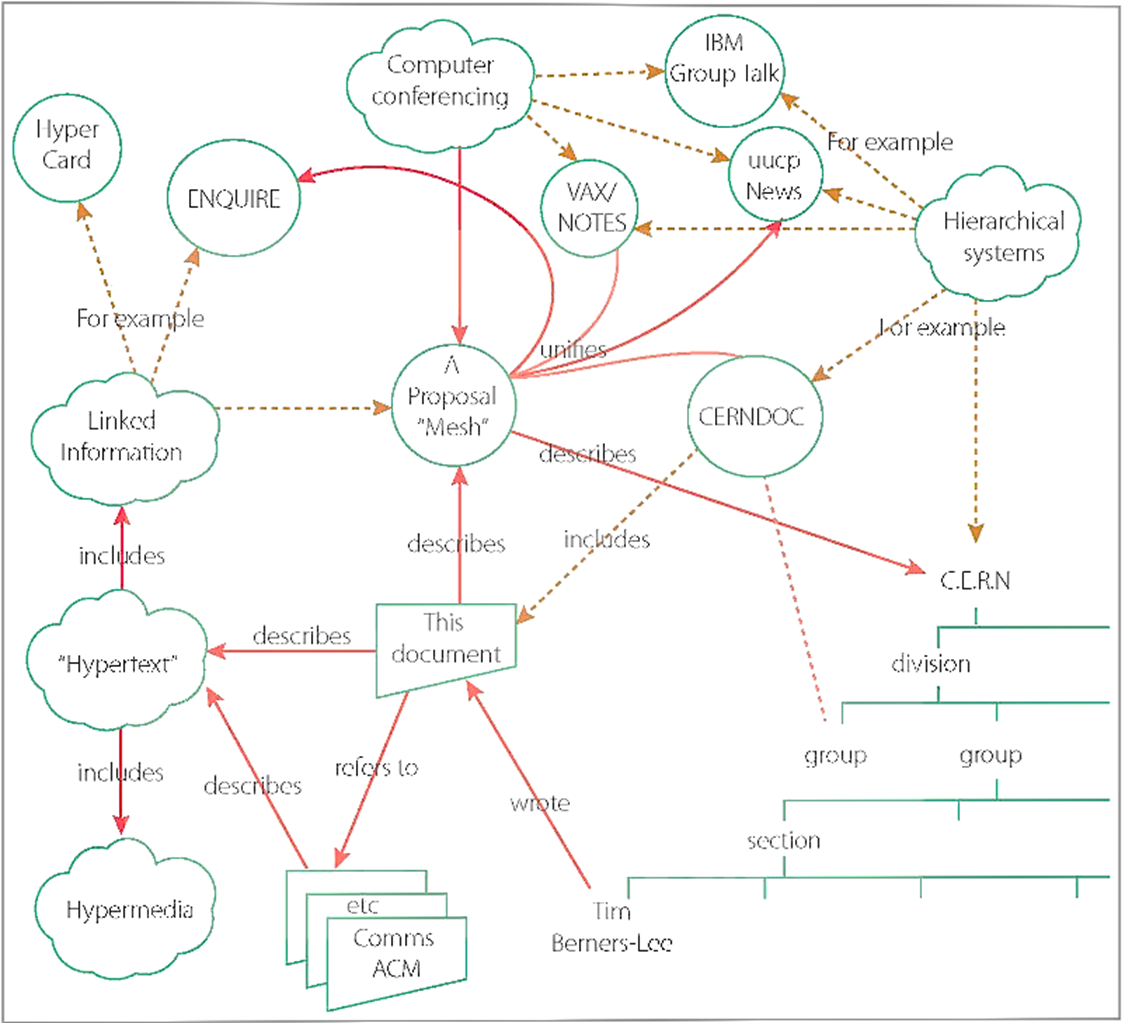 Computer
conferencing
IBM
Group Talk
Hyper
Card
ENQUIRE
For example
uucp
News
VAX/
NOTES
Hierarchical
systems
For example
For example
unifies
A
Proposal
"Mesh"
Linked
Information
CERNDOC
describes
includes
describes
includes
C.E.R.N
This
document
describes
"Hypertext"
division
includes
describes
refers to
wrote
group
group
section
Hypermedia
etc
Comms
ACM
Tim
Berners-Lee